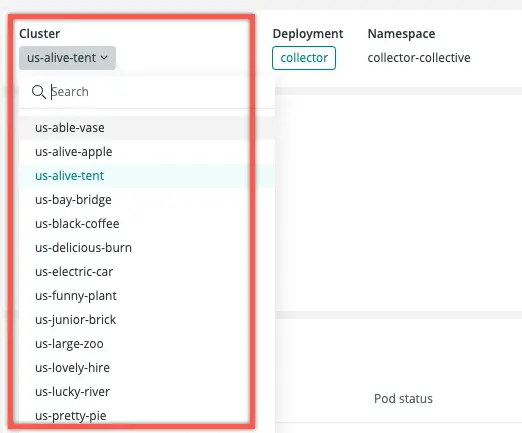 Cluster
Deployment
Namespace
us-alive-tent
collector
collector-collective
Search
us-able-vase
us-alive-apple
us-alive-tent
us-bay-bridge
us-black-coffee
us-delicious-burn
us-electric-car
us-funny-plant
us-junior-brick
us-large-zoo
us-lovely-hire
us-lucky-river
us-pretty-pie
Pod status